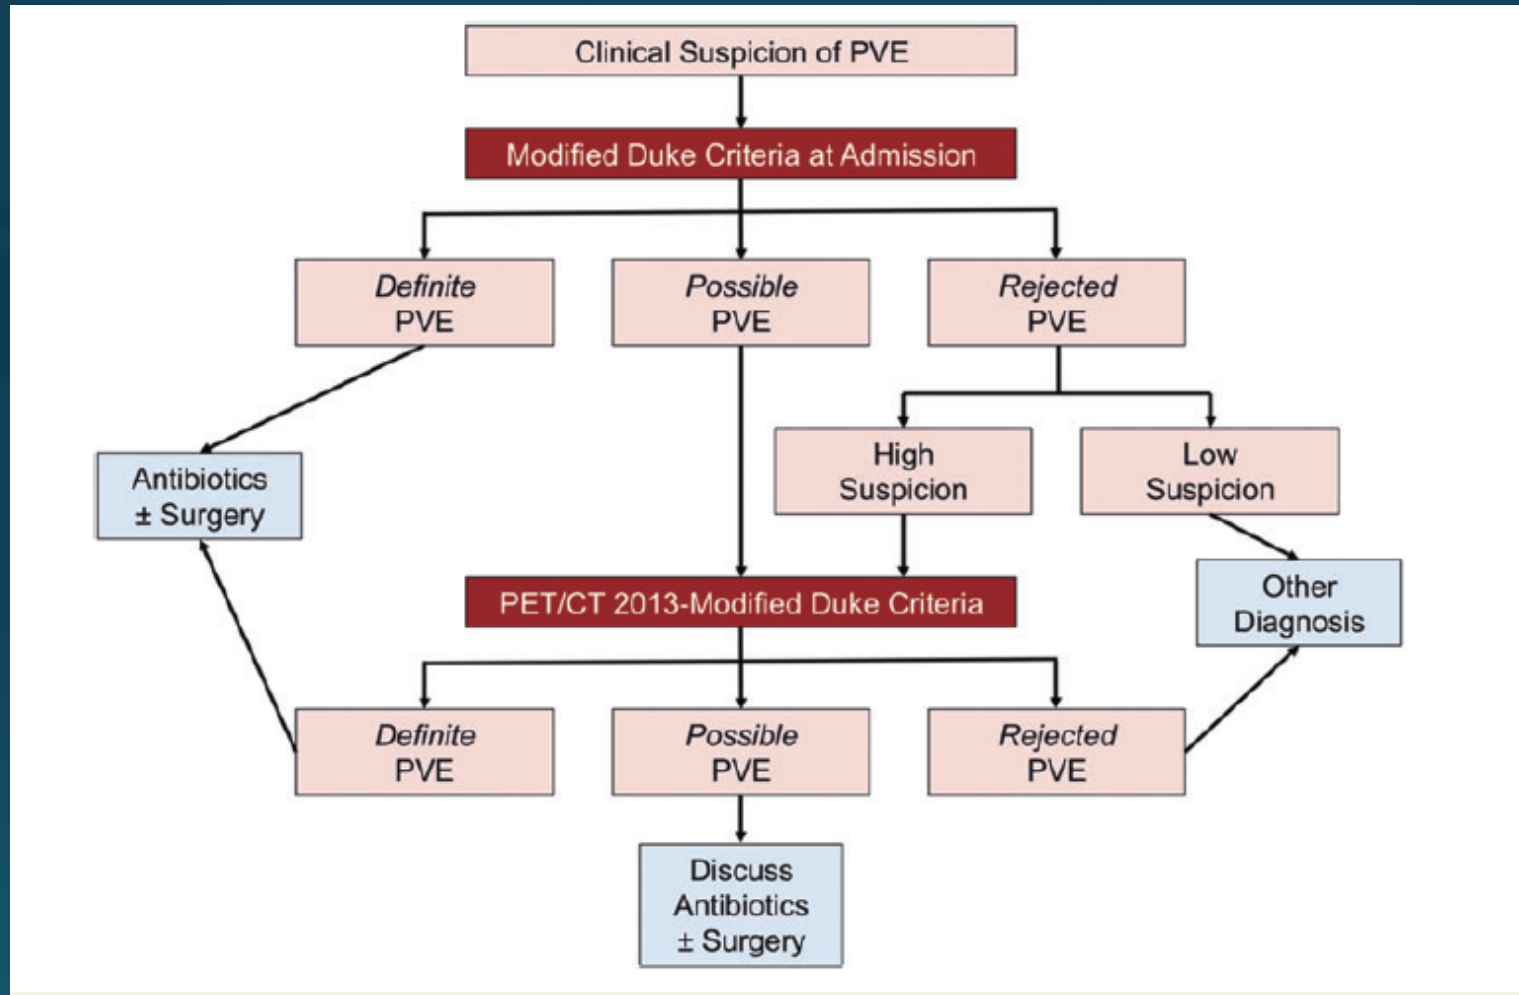 Clinical Suspicion of PVE
Modified Duke Criteria at Admission
Definite
PVE
Possible
PVE
Rejected
PVE
High
Suspicion
Low
Suspicion
Antibiotics
± Surgery
Other
Diagnosis
PET/CT 2013-Modified Duke Criteria
Definite
PVE
Possible
PVE
Rejected
PVE
Discuss
Antibiotics
± Surgery